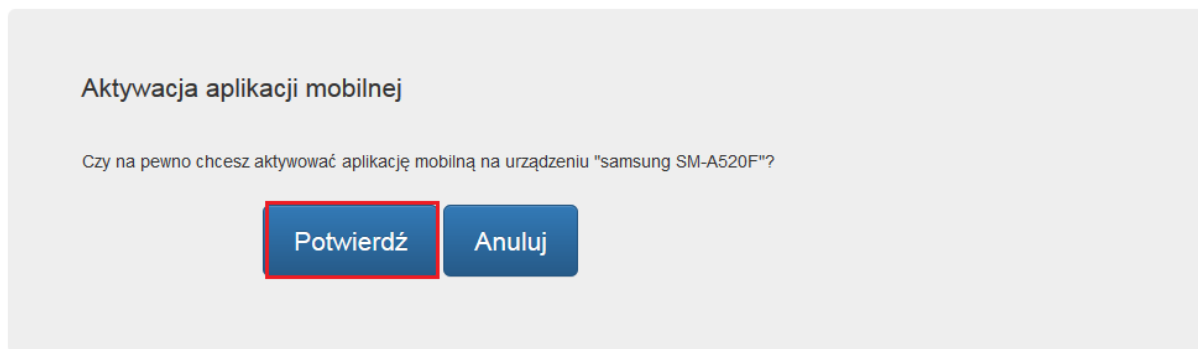 Aktywacja aplikacji mobilnej
Czy na pewno chcesz aktywować aplikację mobilną na urządzeniu "samsung SM-A520F"?
Potwierdź Anuluj